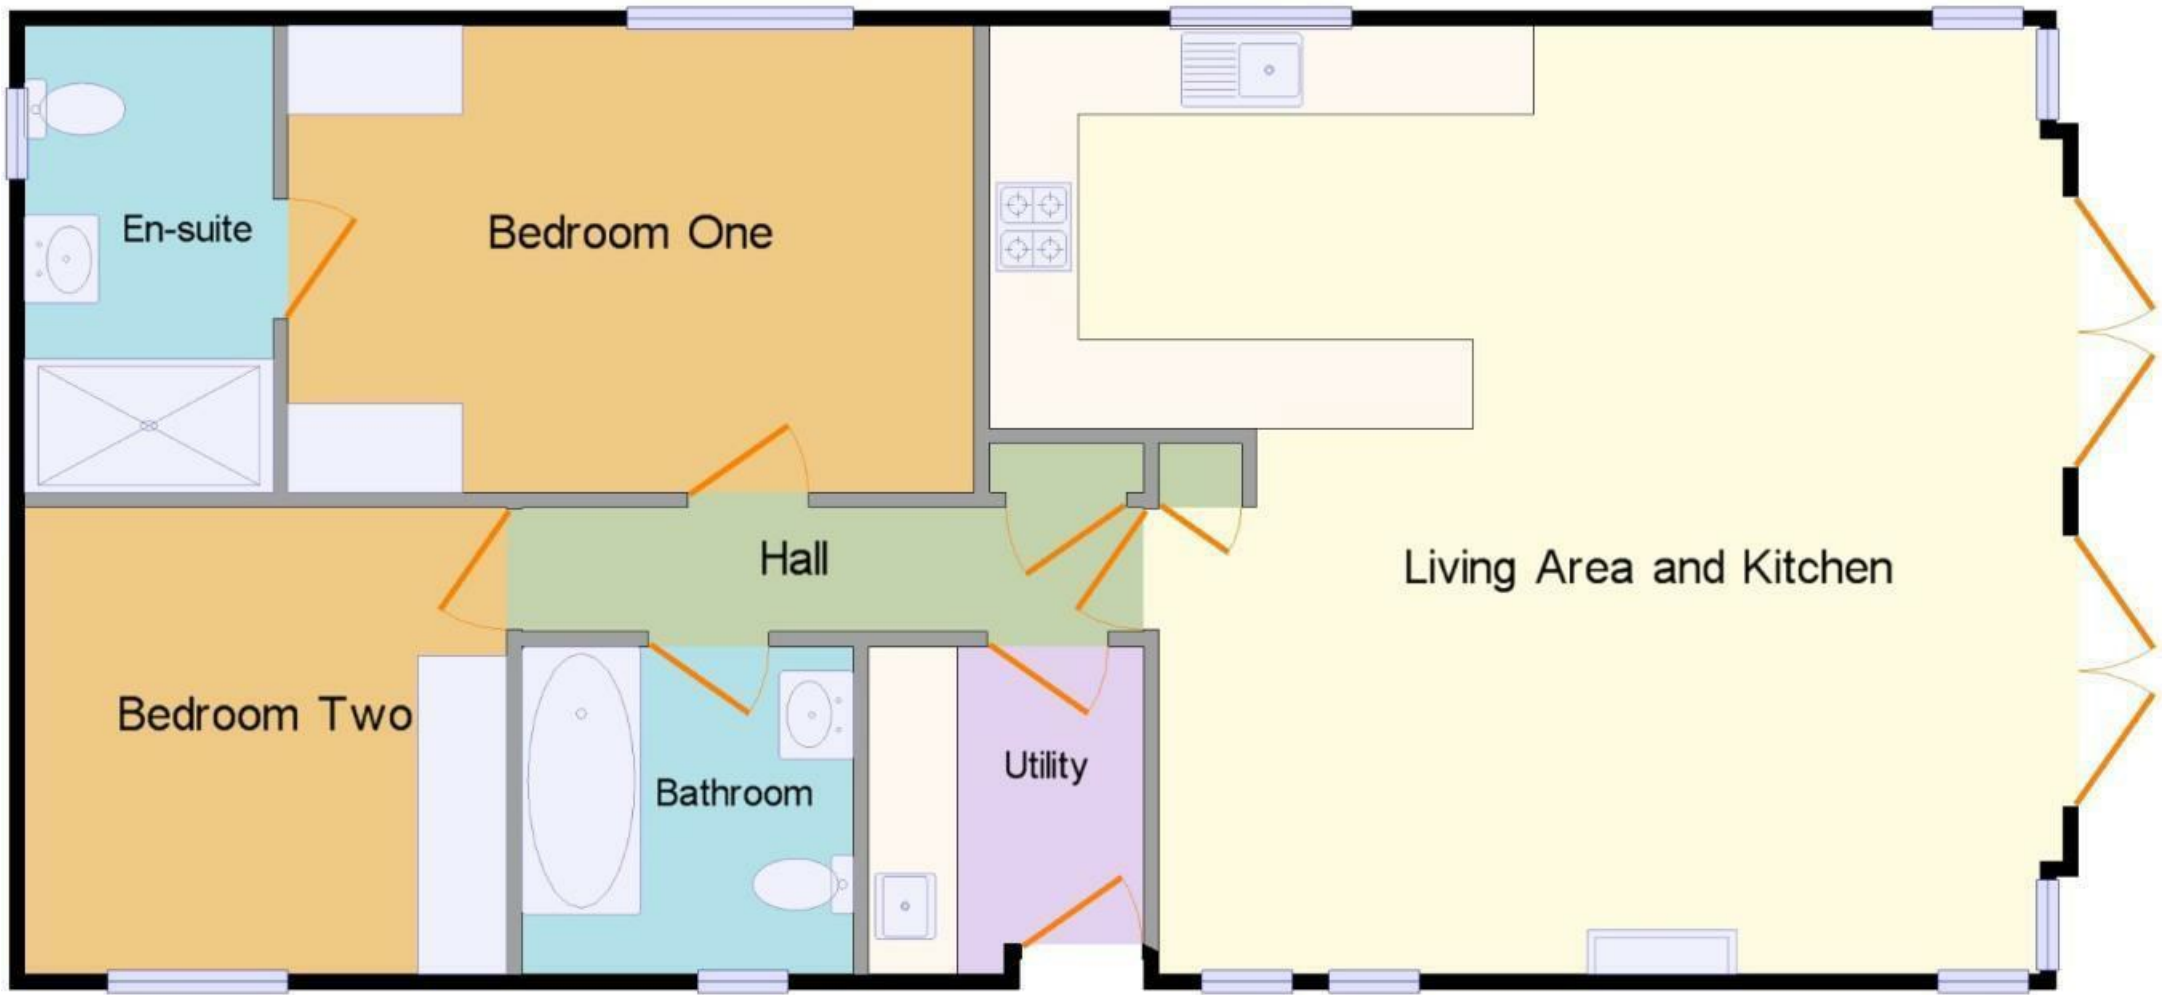 En-suite
Bedroom One
Hall
Living Area and Kitchen
Bedroom Two
Utility
Bathroom